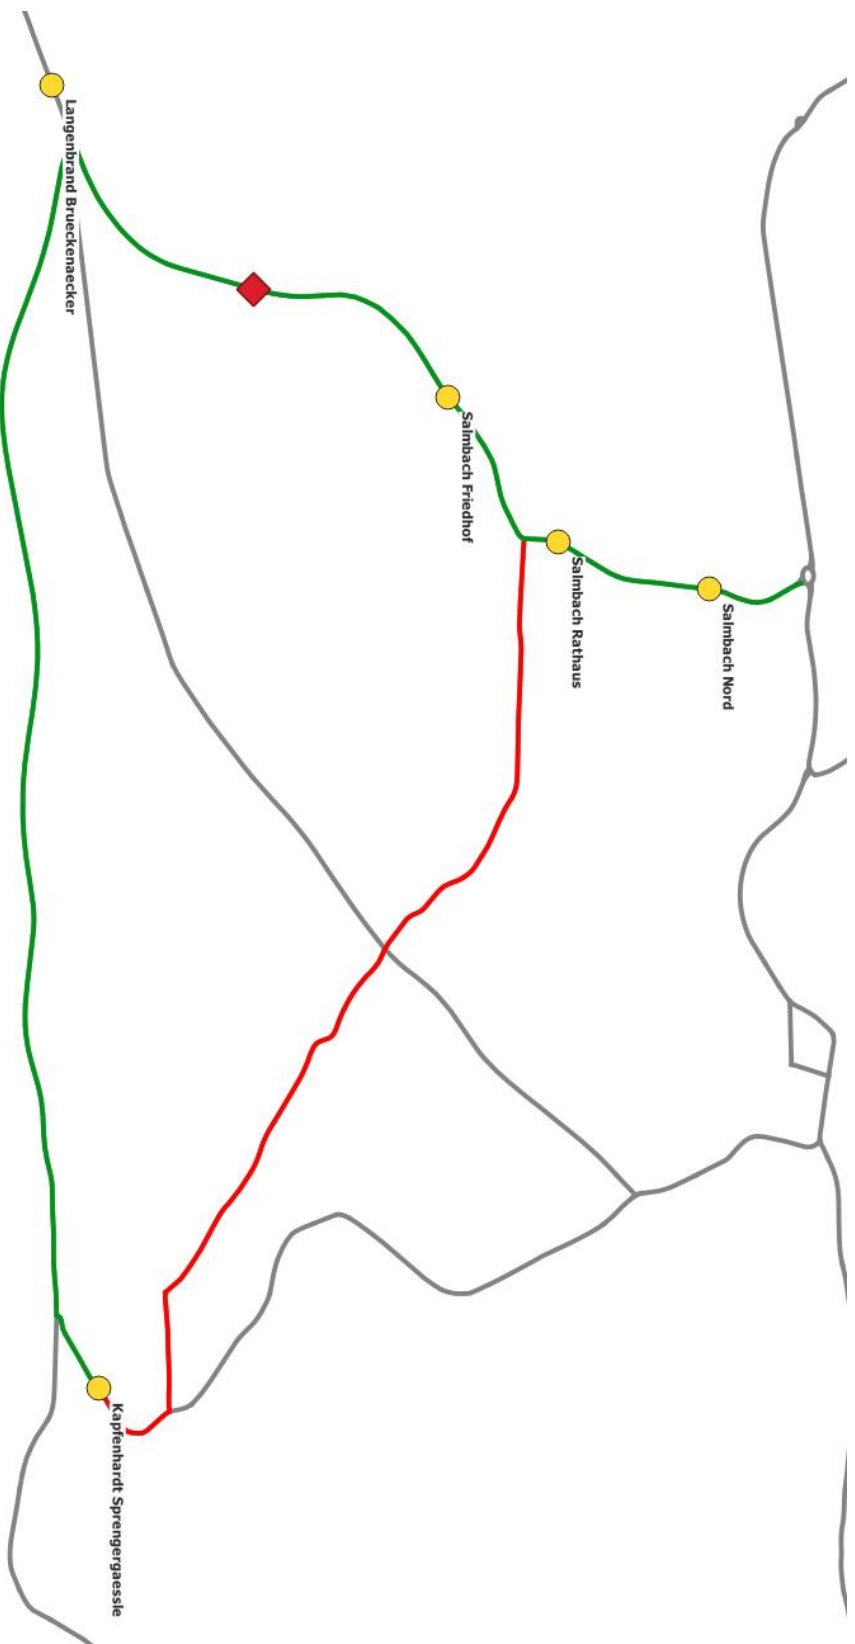 Langenbrand Brueckenaecker
Salmbach Friedhof
Salmbach Rathaus
Salmbach Nord
Kapfenhardt Sprengergaessle